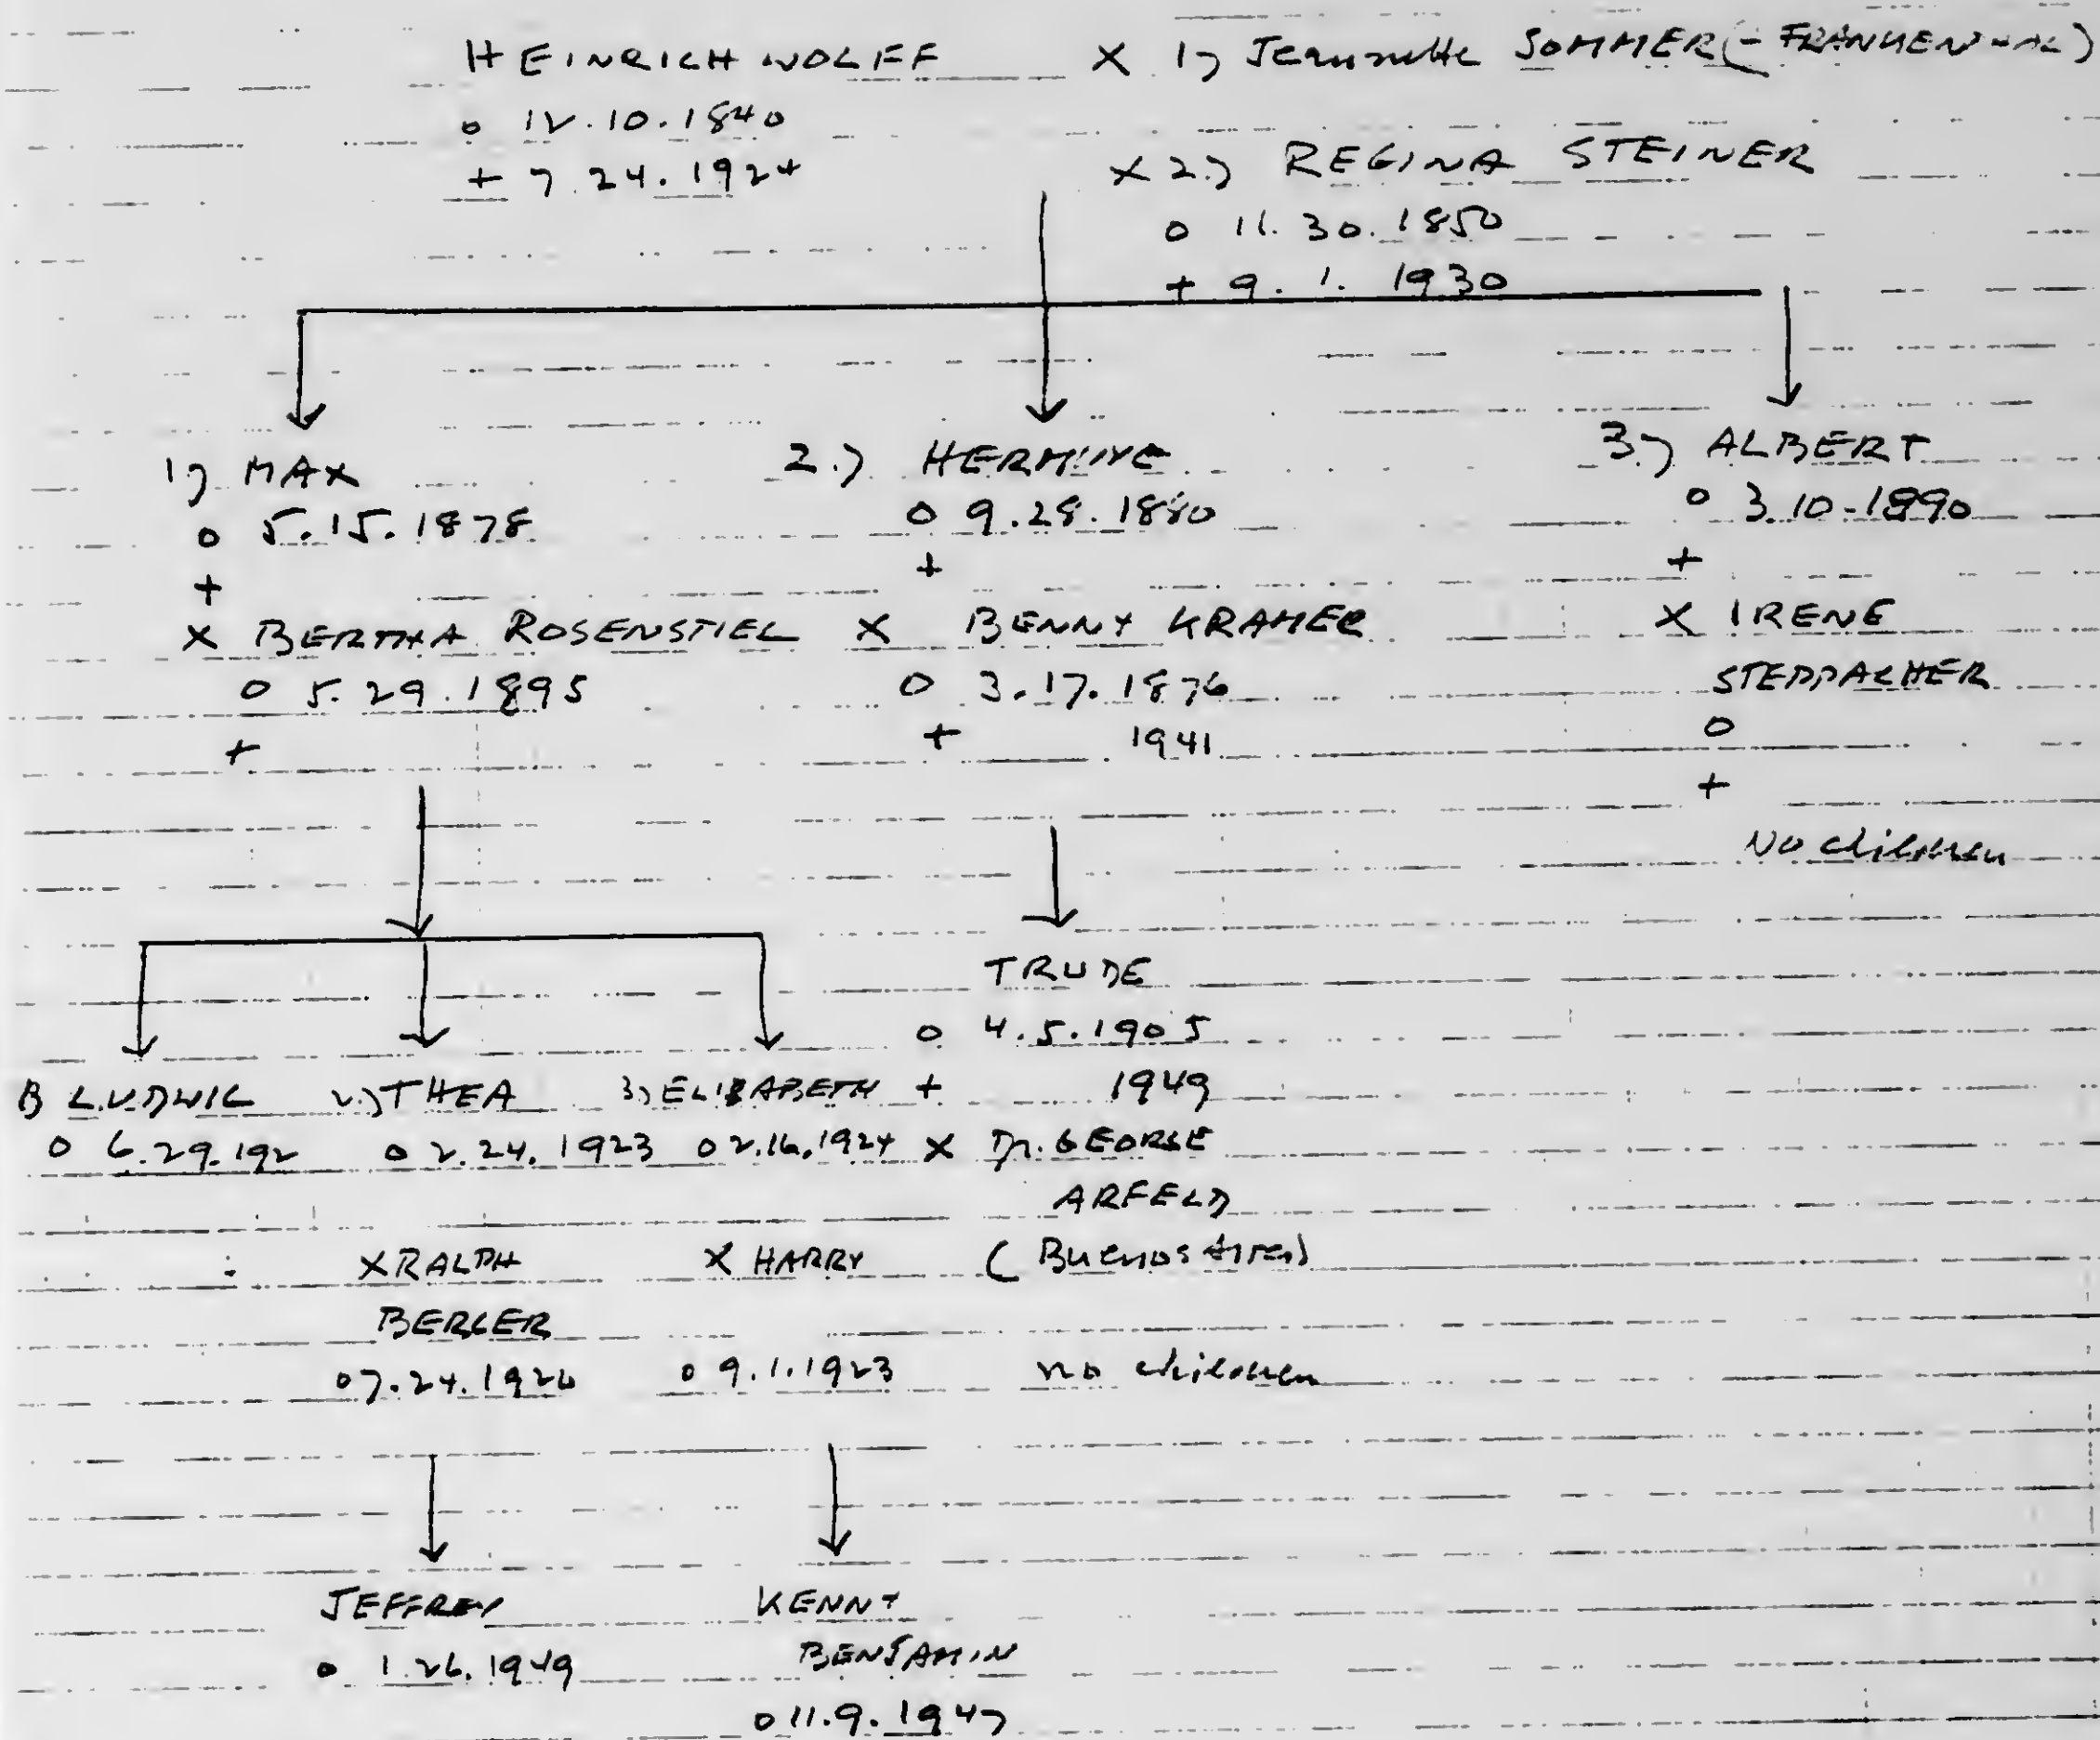 HEINRICH WOLFF X 1) Jeannette SOMMER (- FRANKENTHAL)
o 12.10.1840
+ 7.24.1924
X 2.) REGINA STEINER
o 11.30.1850
+ 9.1.1930
1) MAX
o 5.15.1878
+
X BERTHA ROSENSTIEL
o 5.29.1895
+
2.) HERMINE
o 9.28.1880
+
X BENNY KRAMER
o 3.17.1876
+ 1941
3.) ALBERT
o 3.10.1890
+
X IRENE
STEPPACHER
o
+
No children
1) LUDWIG
o 6.29.192
2.) THEA
o 2.24.1923
X RALPH
BERGER
o 7.24.1920
3) ELISABETH
o 2.16.1924
X HARRY
o 9.1.1923
TRUDE
o 4.5.1905
+ 1949
X Dr. GEORGE
ARFELD
(Buenos Aires)
no children
JEFFREY
o 1.26.1949
KENNY
BENJAMIN
o 11.9.1947